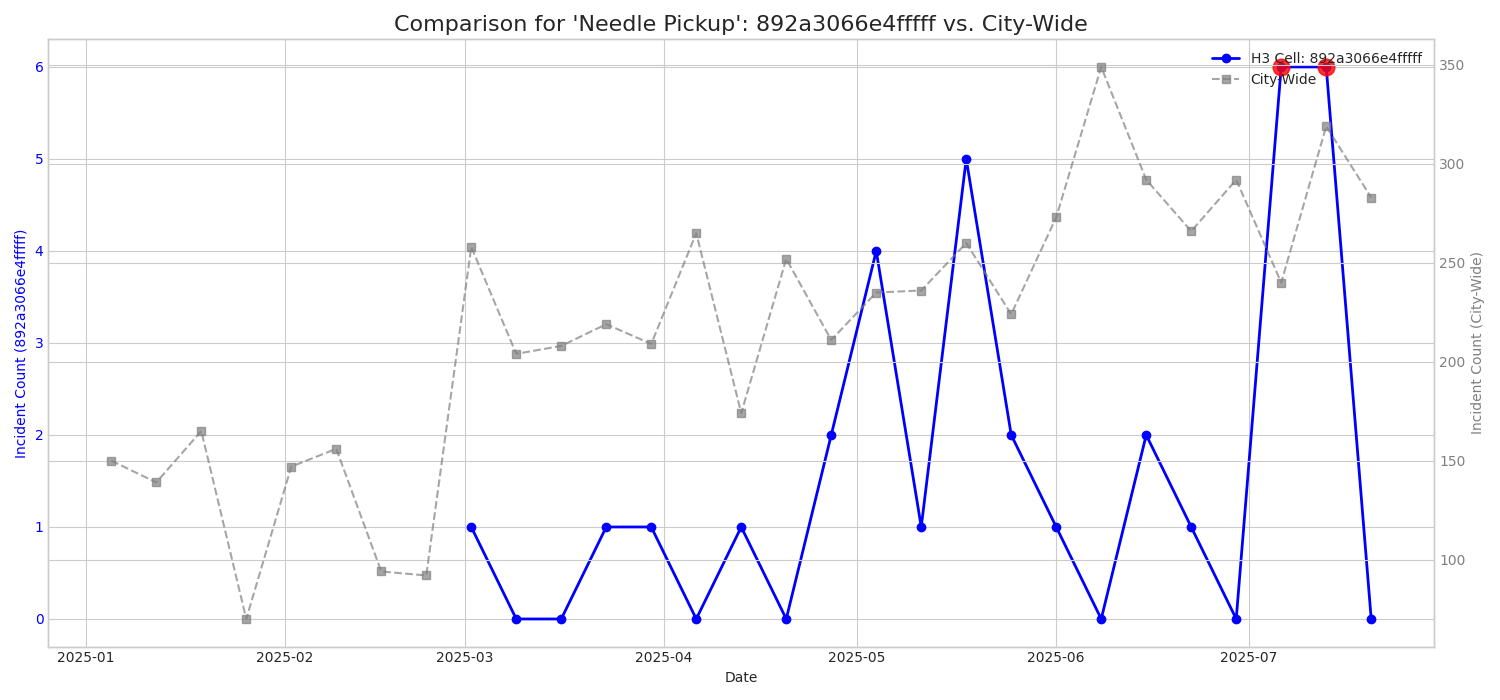 Comparison for 'Needle Pickup': 892a3066e4fffff vs. City-Wide
H3 Cell: 892a3066e4fffff
City-Wide
Incident Count (892a3066e4fffff)
6
5
4
3
2
1
0
350
300
250
200
150
100
Incident Count (City-Wide)
2025-01 2025-02 2025-03 2025-04 2025-05 2025-06 2025-07
Date